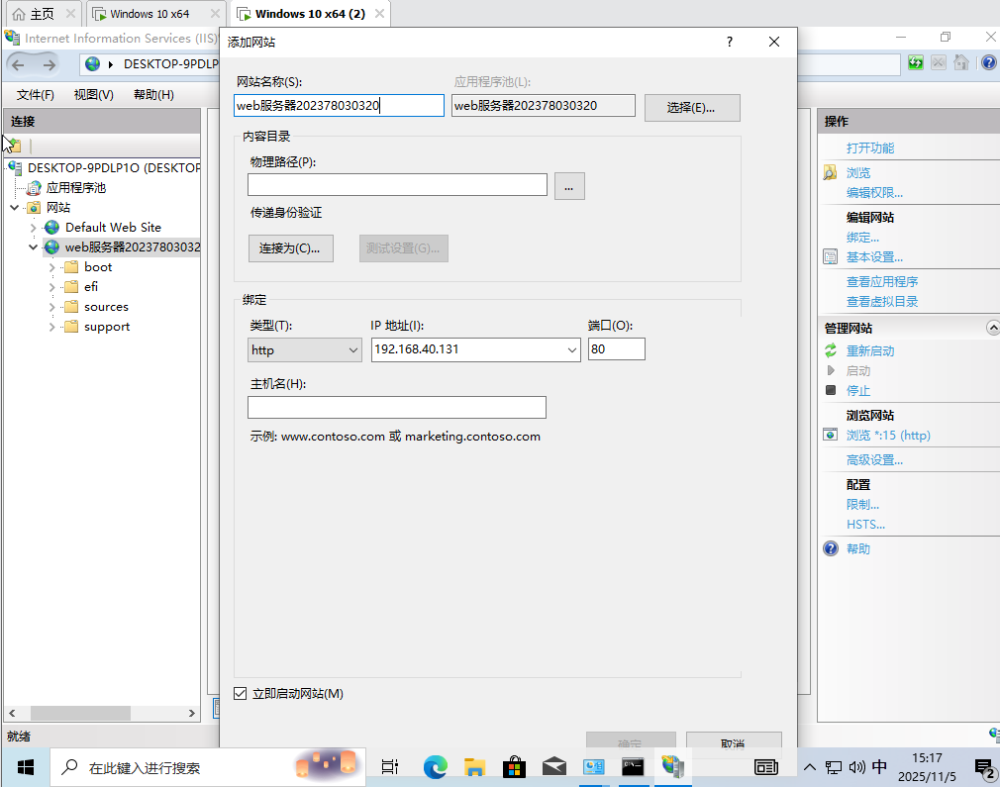 主页
Windows 10 x64
Windows 10 x64 (2)
Internet Information Services (IIS)
添加网站
?
DESKTOP-9PDLP
文件(F)
视图(V)
帮助(H)
连接
DESKTOP-9PDLP1O (DESKTOP
应用程序池
网站
Default Web Site
web服务器20237803032
boot
efi
sources
support
就绪
网站名称(S):
应用程序池(L):
web服务器202378030320
web服务器202378030320
选择(E)...
内容目录
物理路径(P):
...
传递身份验证
连接为(C)...
测试设置(G)...
绑定
类型(T):
IP 地址(I):
端口(O):
http
192.168.40.131
80
主机名(H):
示例: www.contoso.com 或 marketing.contoso.com
立即启动网站(M)
确定
取消
操作
打开功能
浏览
编辑权限...
编辑网站
绑定...
基本设置...
查看应用程序
查看虚拟目录
管理网站
重新启动
启动
停止
浏览网站
浏览 *:15 (http)
高级设置...
配置
限制...
HSTS...
帮助
在此键入进行搜索
中
15:17
2025/11/5
2